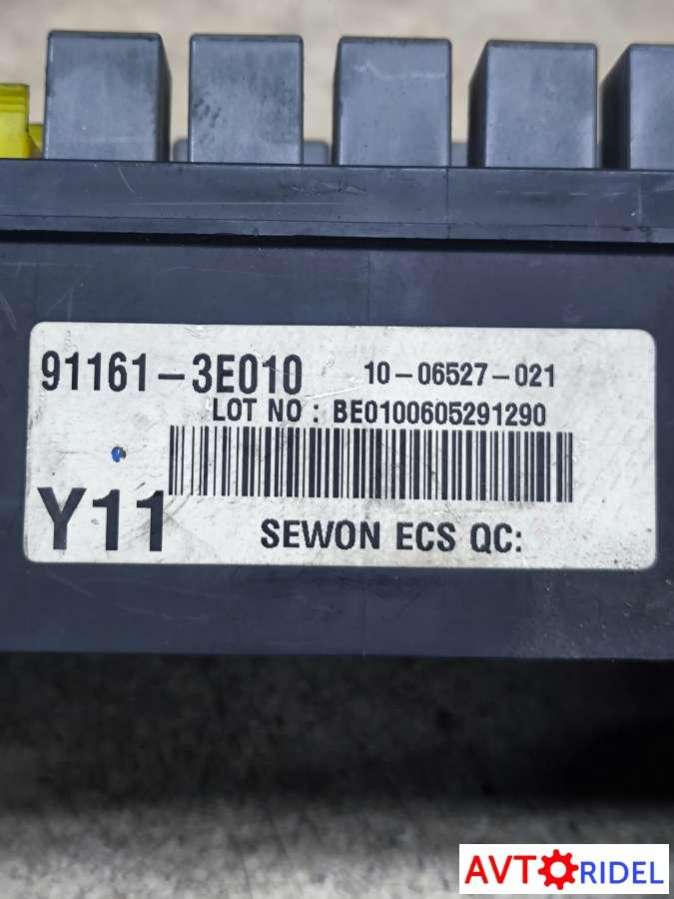 91161-3E010 10-06527-021
LOT NO : BE0100605291290
Y11 SEWON ECS QC:
AVTORIDEL